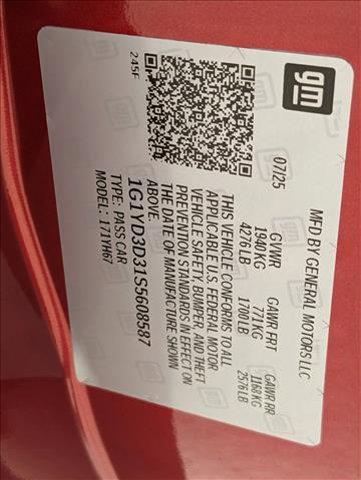 gm
MFD BY GENERAL MOTORS LLC
07/25 GVWR GAWR FRT GAWR RR
1940 KG 771 KG 1168 KG
4276 LB 1700 LB 2576 LB
THIS VEHICLE CONFORMS TO ALL
APPLICABLE U.S. FEDERAL MOTOR
VEHICLE SAFETY, BUMPER, AND THEFT
PREVENTION STANDARDS IN EFFECT ON
THE DATE OF MANUFACTURE SHOWN
ABOVE.
1G1YD3D31S5608587
TYPE: PASS CAR
MODEL: 171YH67
245F